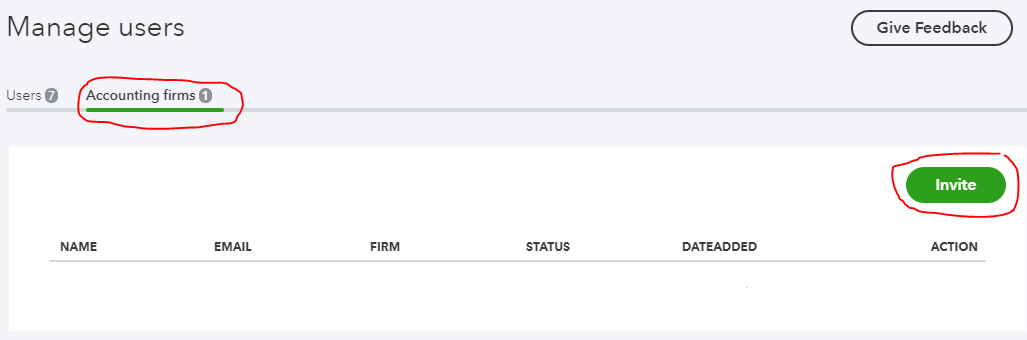 Manage users
Give Feedback
Users 7
Accounting firms 1
Invite
NAME EMAIL FIRM STATUS DATEADDED ACTION